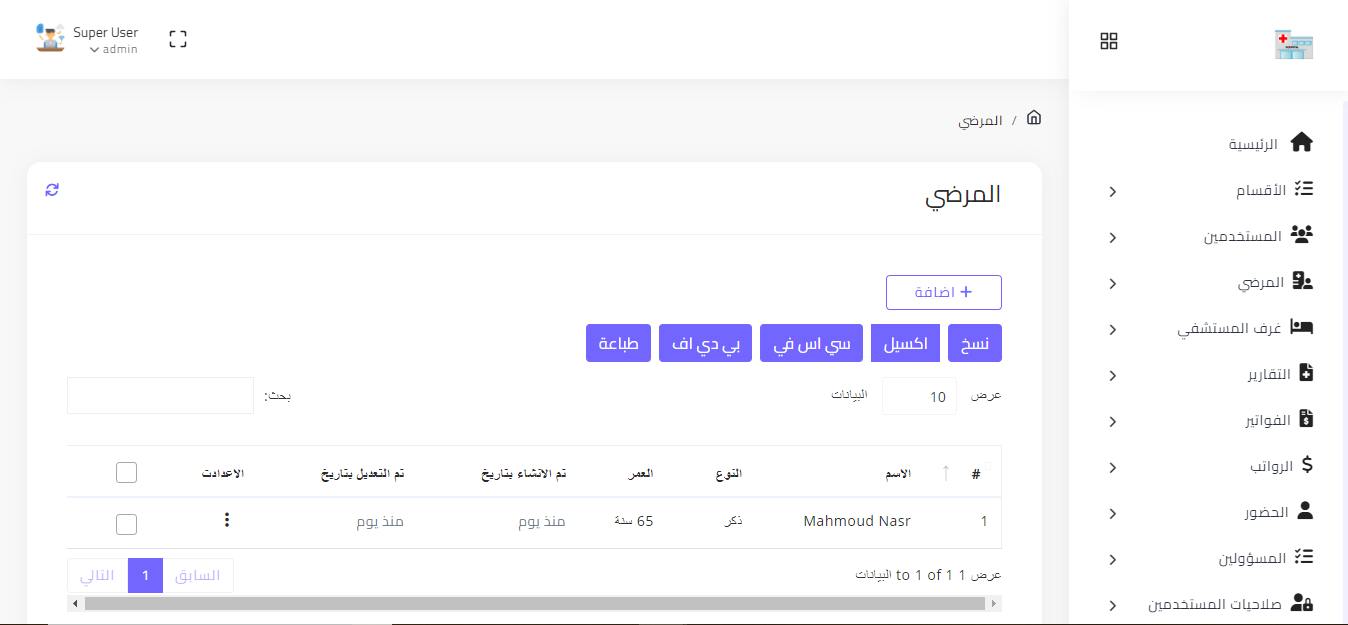 Super User
admin
الرئيسية
الأقسام
المستخدمين
المرضي
غرف المستشفي
التقارير
الفواتير
الرواتب
الحضور
المسؤولين
صلاحيات المستخدمين
/ المرضي
المرضي
+ اضافة
نسخ اكسيل سي اس في بي دي اف طباعة
عرض 10 البيانات بحث:
# الاسم النوع العمر تم الانشاء بتاريخ تم التعديل بتاريخ الاعدادت
1 Mahmoud Nasr ذكر 65 سنة منذ يوم منذ يوم
عرض 1 to 1 of 1 البيانات السابق 1 التالي